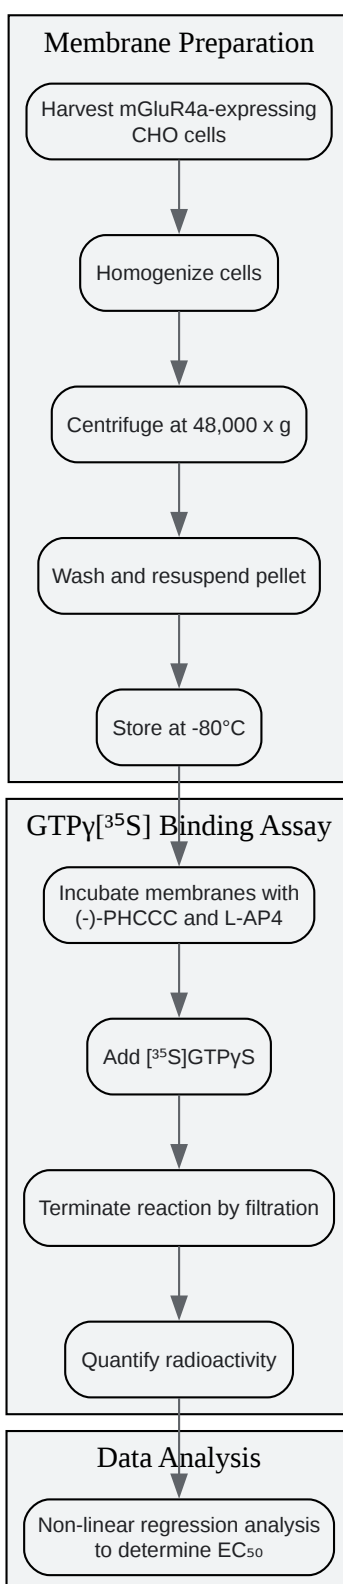 Membrane Preparation
Harvest mGluR4a-expressing
CHO cells
Homogenize cells
Centrifuge at 48,000 x g
Wash and resuspend pellet
Store at -80°C
GTPγ[³⁵S] Binding Assay
Incubate membranes with
(-)-PHCCC and L-AP4
Add [³⁵S]GTPγS
Terminate reaction by filtration
Quantify radioactivity
Data Analysis
Non-linear regression analysis
to determine EC₅₀